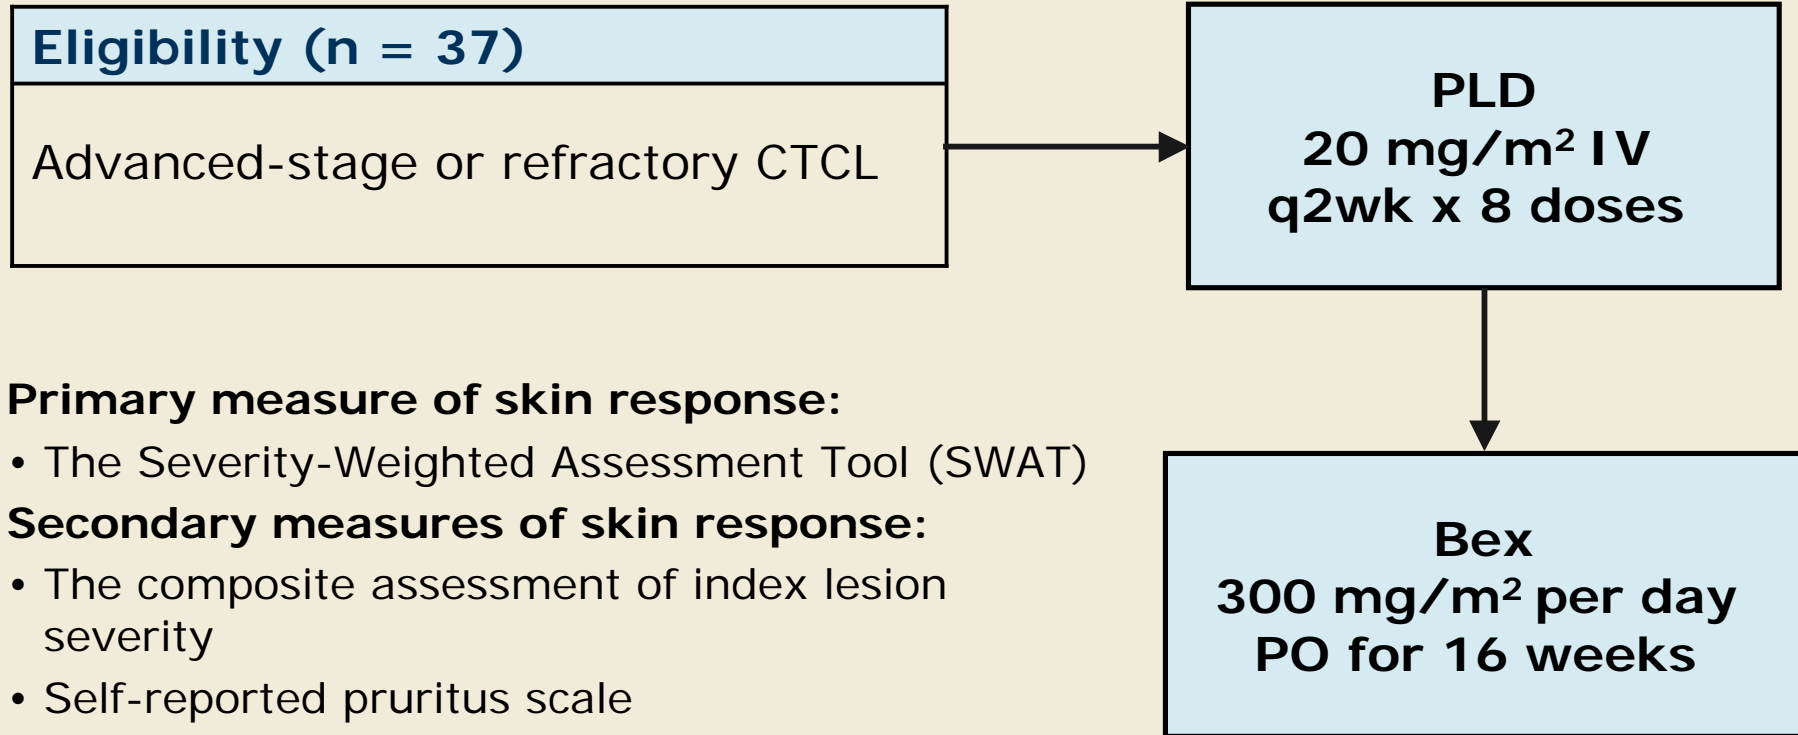 Eligibility (n = 37)
Advanced-stage or refractory CTCL
PLD
20 mg/m² IV
q2wk x 8 doses
Primary measure of skin response:
• The Severity-Weighted Assessment Tool (SWAT)
Secondary measures of skin response:
• The composite assessment of index lesion
severity
• Self-reported pruritus scale
Bex
300 mg/m² per day
PO for 16 weeks